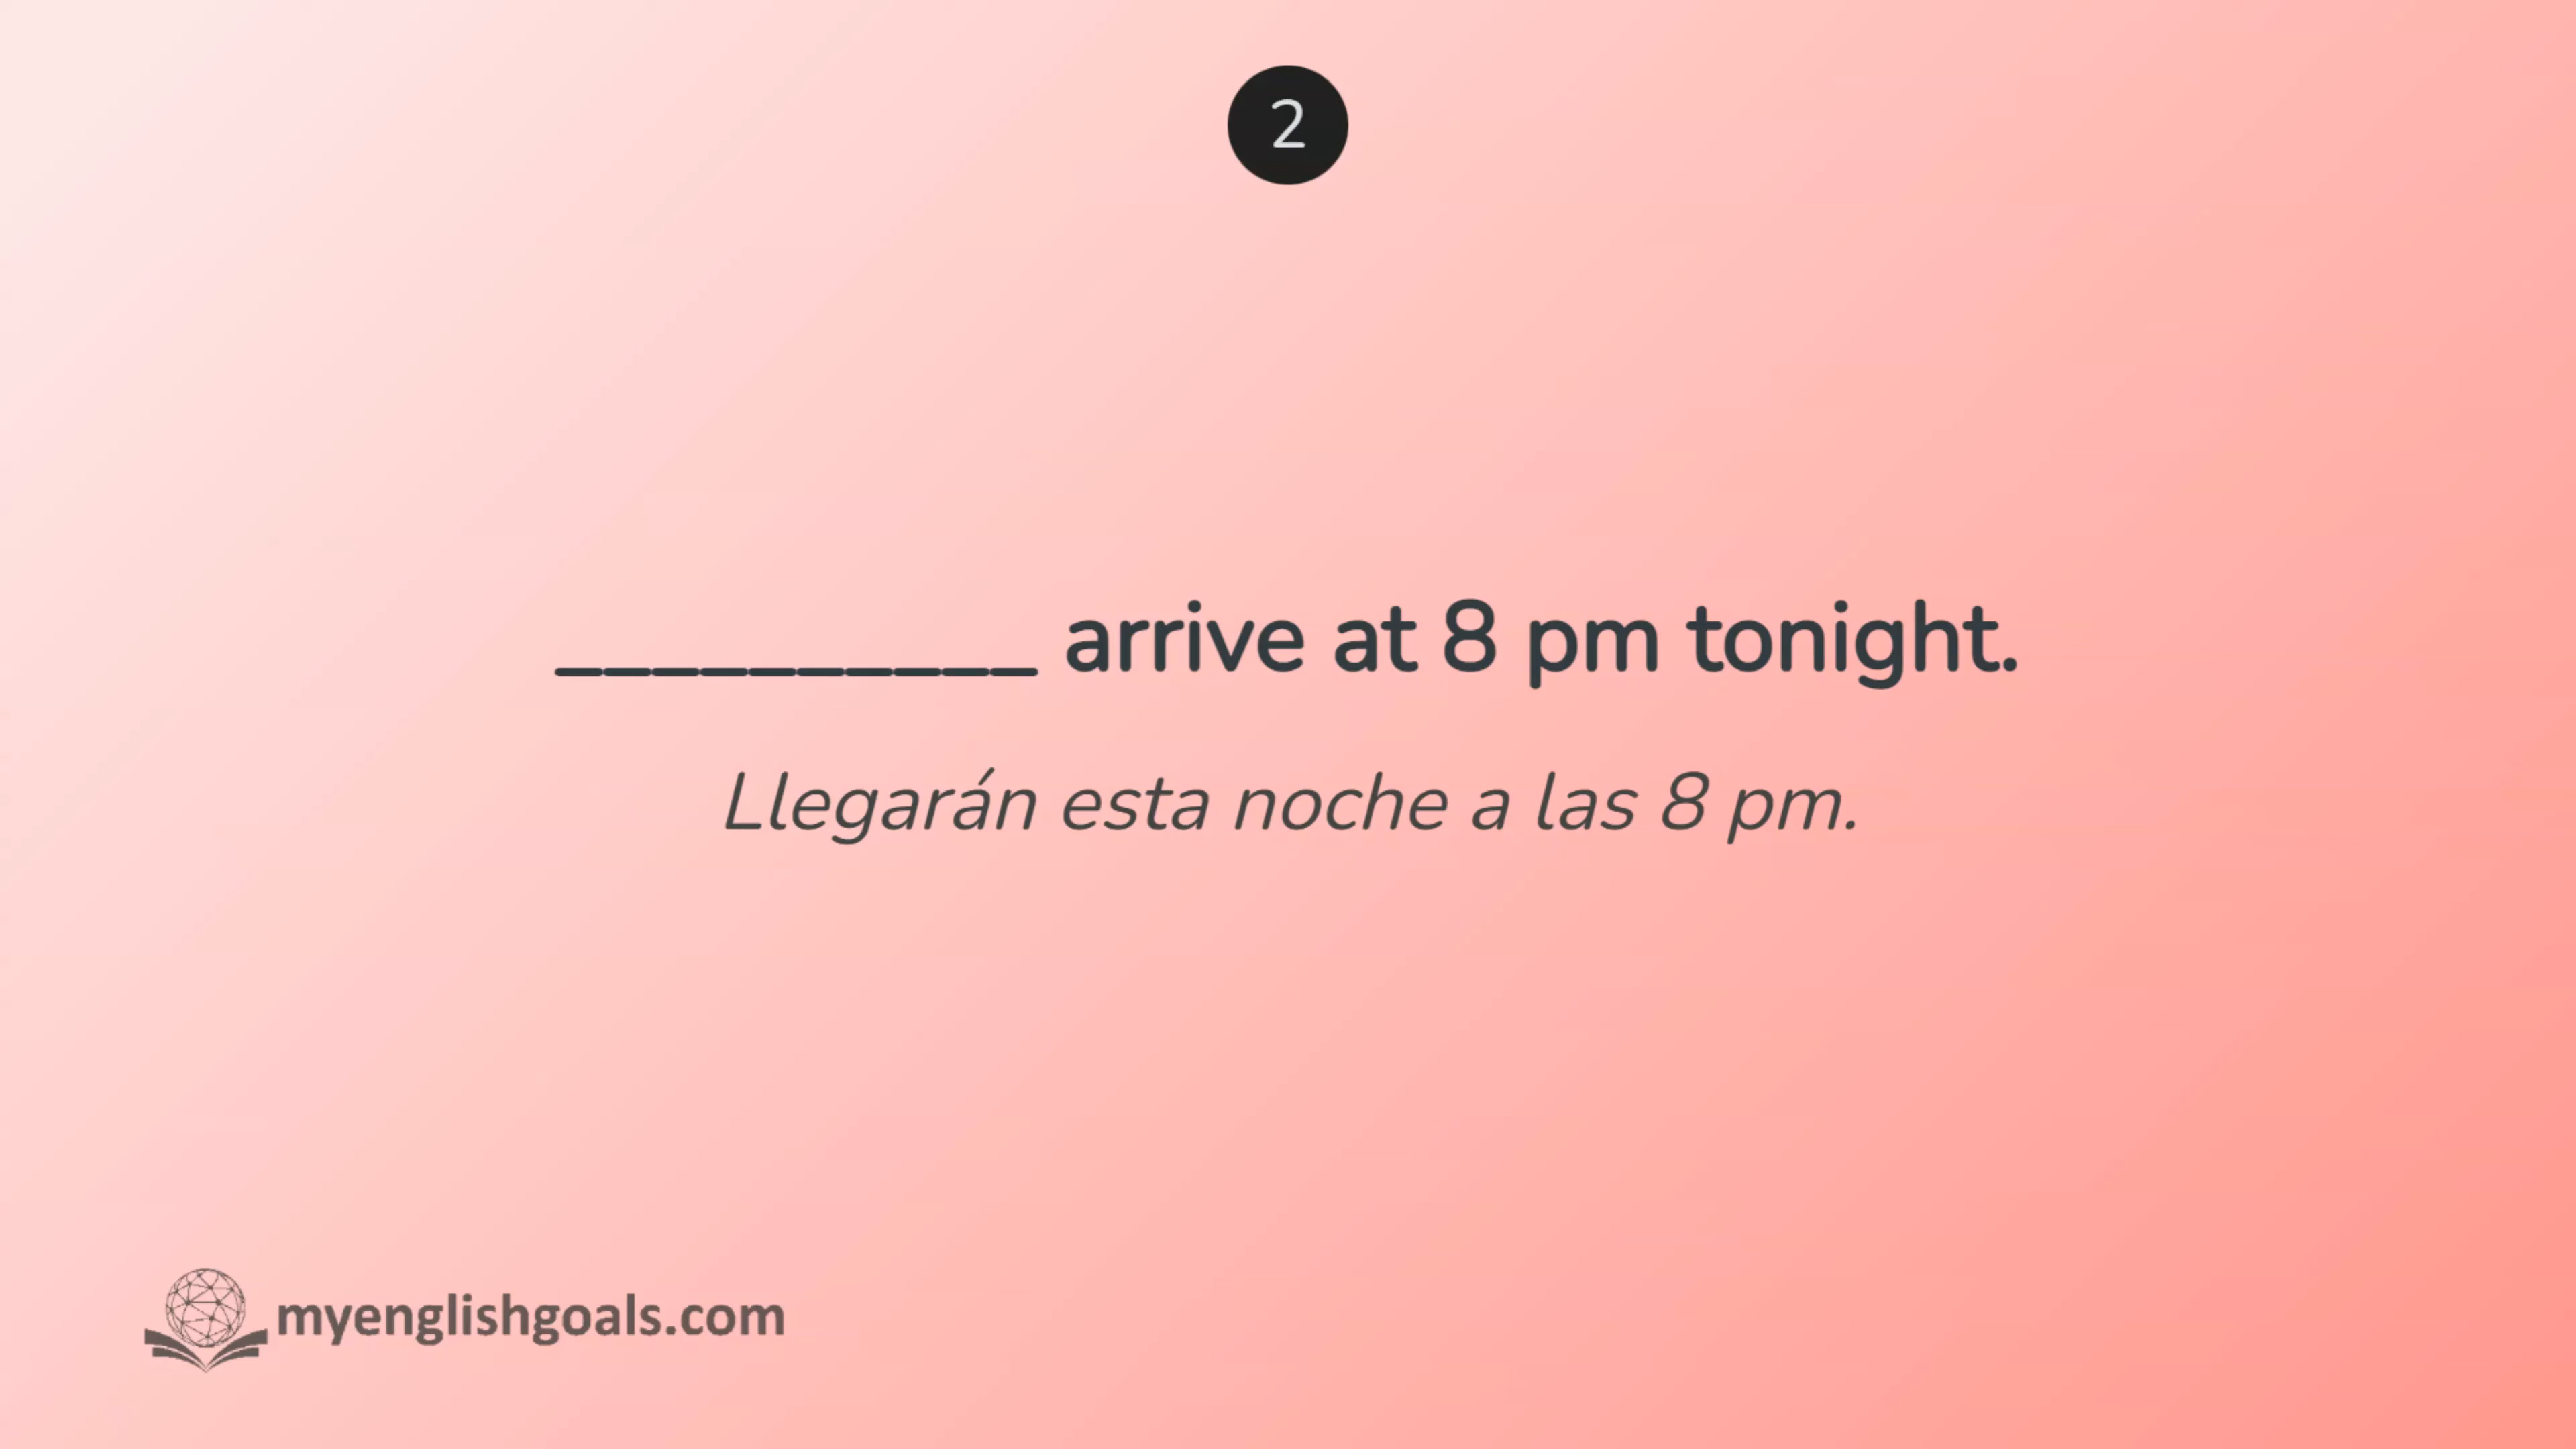 2
__________ arrive at 8 pm tonight.
Llegarán esta noche a las 8 pm.
myenglishgoals.com